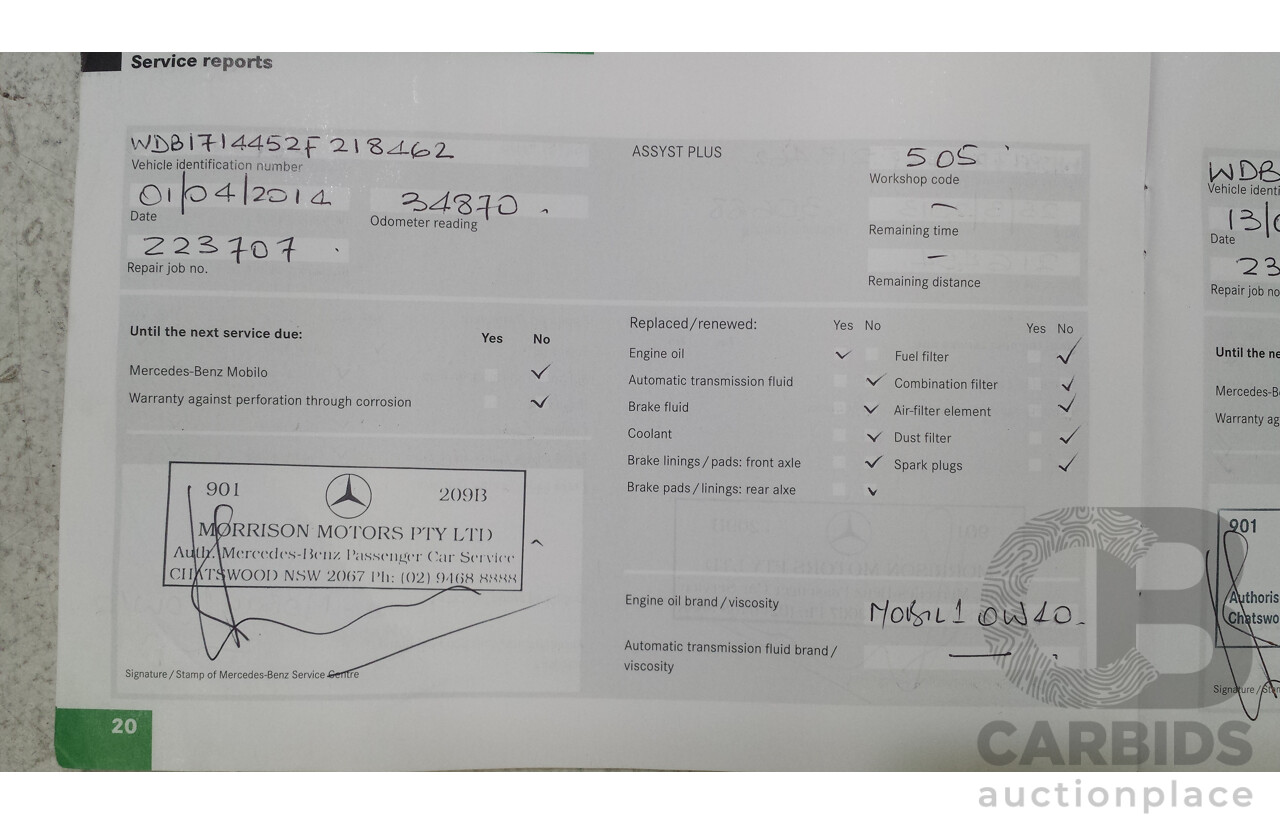 Service reports
WDB1714452F218462
Vehicle identification number
01/04/2014
Date
34870
Odometer reading
223707
Repair job no.
ASSYST PLUS
505
Workshop code
–
Remaining time
–
Remaining distance
Until the next service due:
Yes No
Mercedes-Benz Mobilo ✓
Warranty against perforation through corrosion ✓
901 209B
MORRISON MOTORS PTY LTD
Auth. Mercedes-Benz Passenger Car Service
CHATSWOOD NSW 2067 Ph: (02) 9468 8888
Signature/Stamp of Mercedes-Benz Service Centre
20
Replaced/renewed: Yes No
Engine oil ✓
Automatic transmission fluid ✓
Brake fluid ✓
Coolant ✓
Brake linings/pads: front axle ✓
Brake pads/linings: rear alxe ✓
Yes No
Fuel filter ✓
Combination filter ✓
Air-filter element ✓
Dust filter ✓
Spark plugs ✓
Engine oil brand/viscosity
MOBIL1 0W40
Automatic transmission fluid brand/
viscosity —
WDB
Vehicle identi
13/0
Date
23
Repair job no
Until the ne
Mercedes-B
Warranty ag
901
Authoris
Chatswo
Signature/Stam
CB
CARBIDS
auctionplace